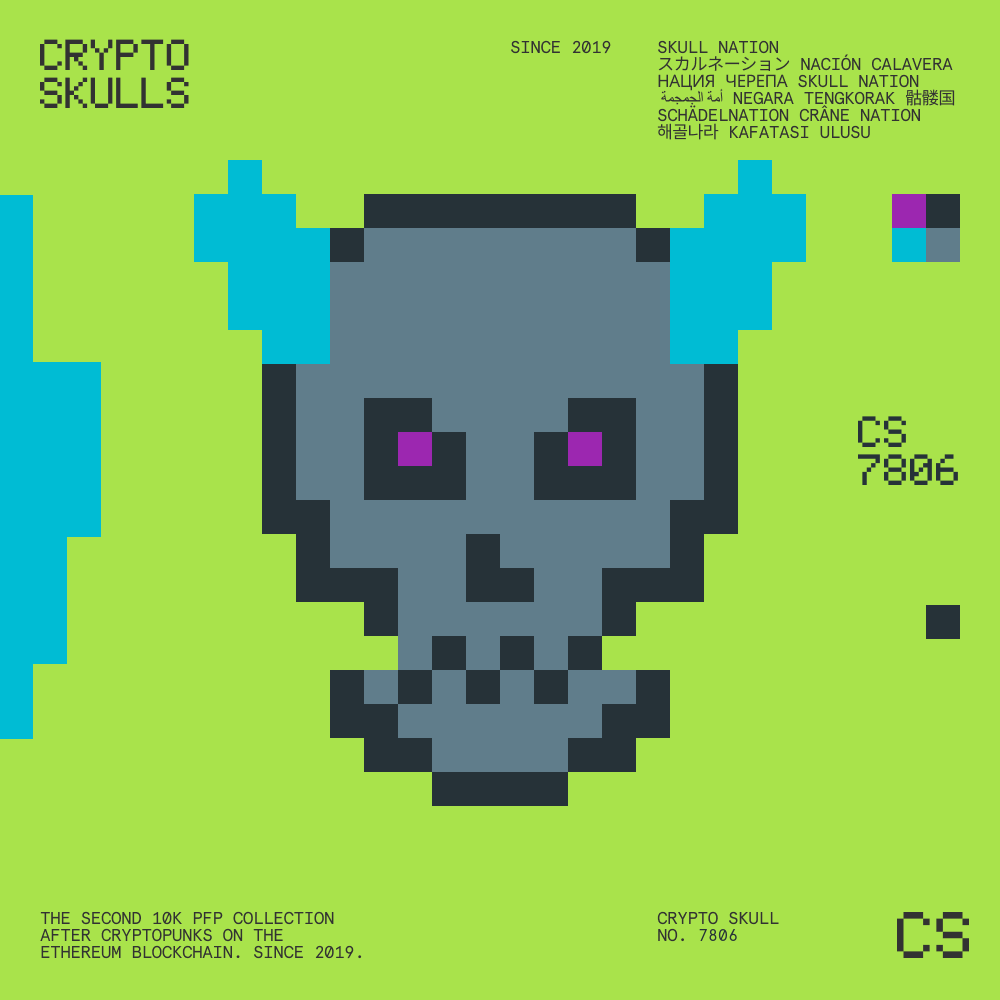 CRYPTO
SKULLS
SINCE 2019
SKULL NATION
スカルネーション NACIÓN CALAVERA
НАЦИЯ ЧЕРЕПА SKULL NATION
أمة الجمجمة NEGARA TENGKORAK 骷髅国
SCHÄDELNATION CRÂNE NATION
해골나라 KAFATASI ULUSU
CS
7806
THE SECOND 10K PFP COLLECTION
AFTER CRYPTOPUNKS ON THE
ETHEREUM BLOCKCHAIN. SINCE 2019.
CRYPTO SKULL
NO. 7806
CS